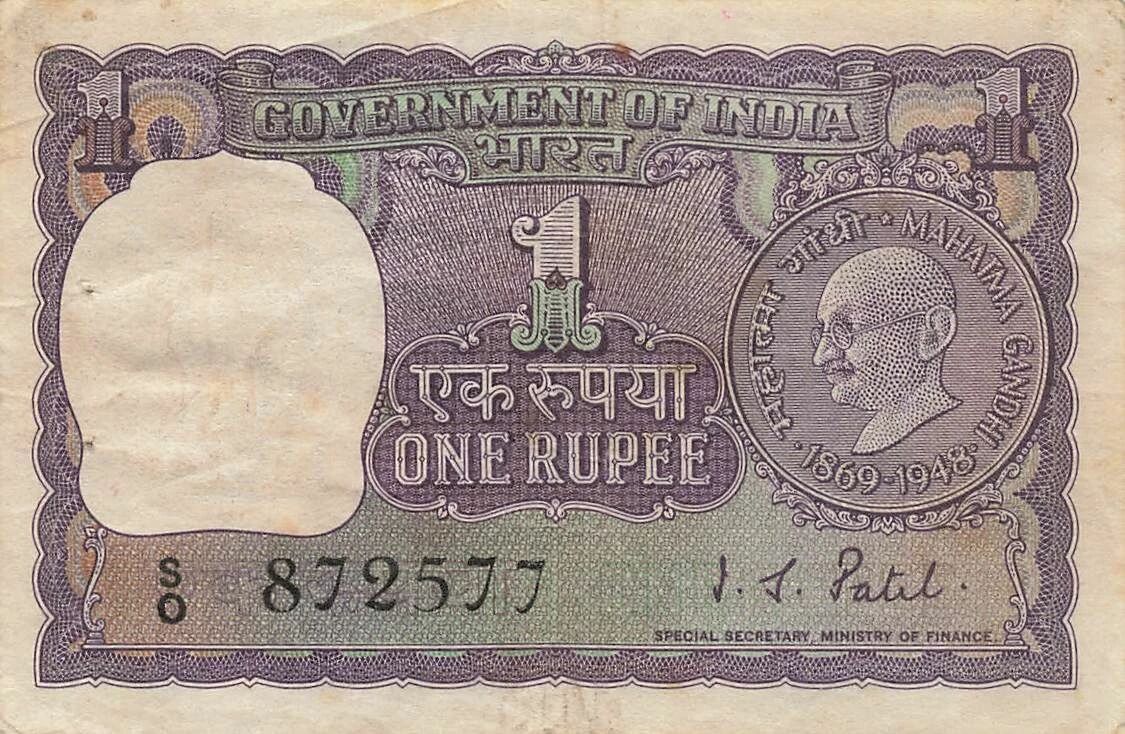 1 1
GOVERNMENT OF INDIA
भारत
1
महात्मा गांधी · MAHATMA GANDHI
· 1869-1948 ·
एक रुपया
ONE RUPEE
S/0 872577
I. G. Patel.
SPECIAL SECRETARY, MINISTRY OF FINANCE.